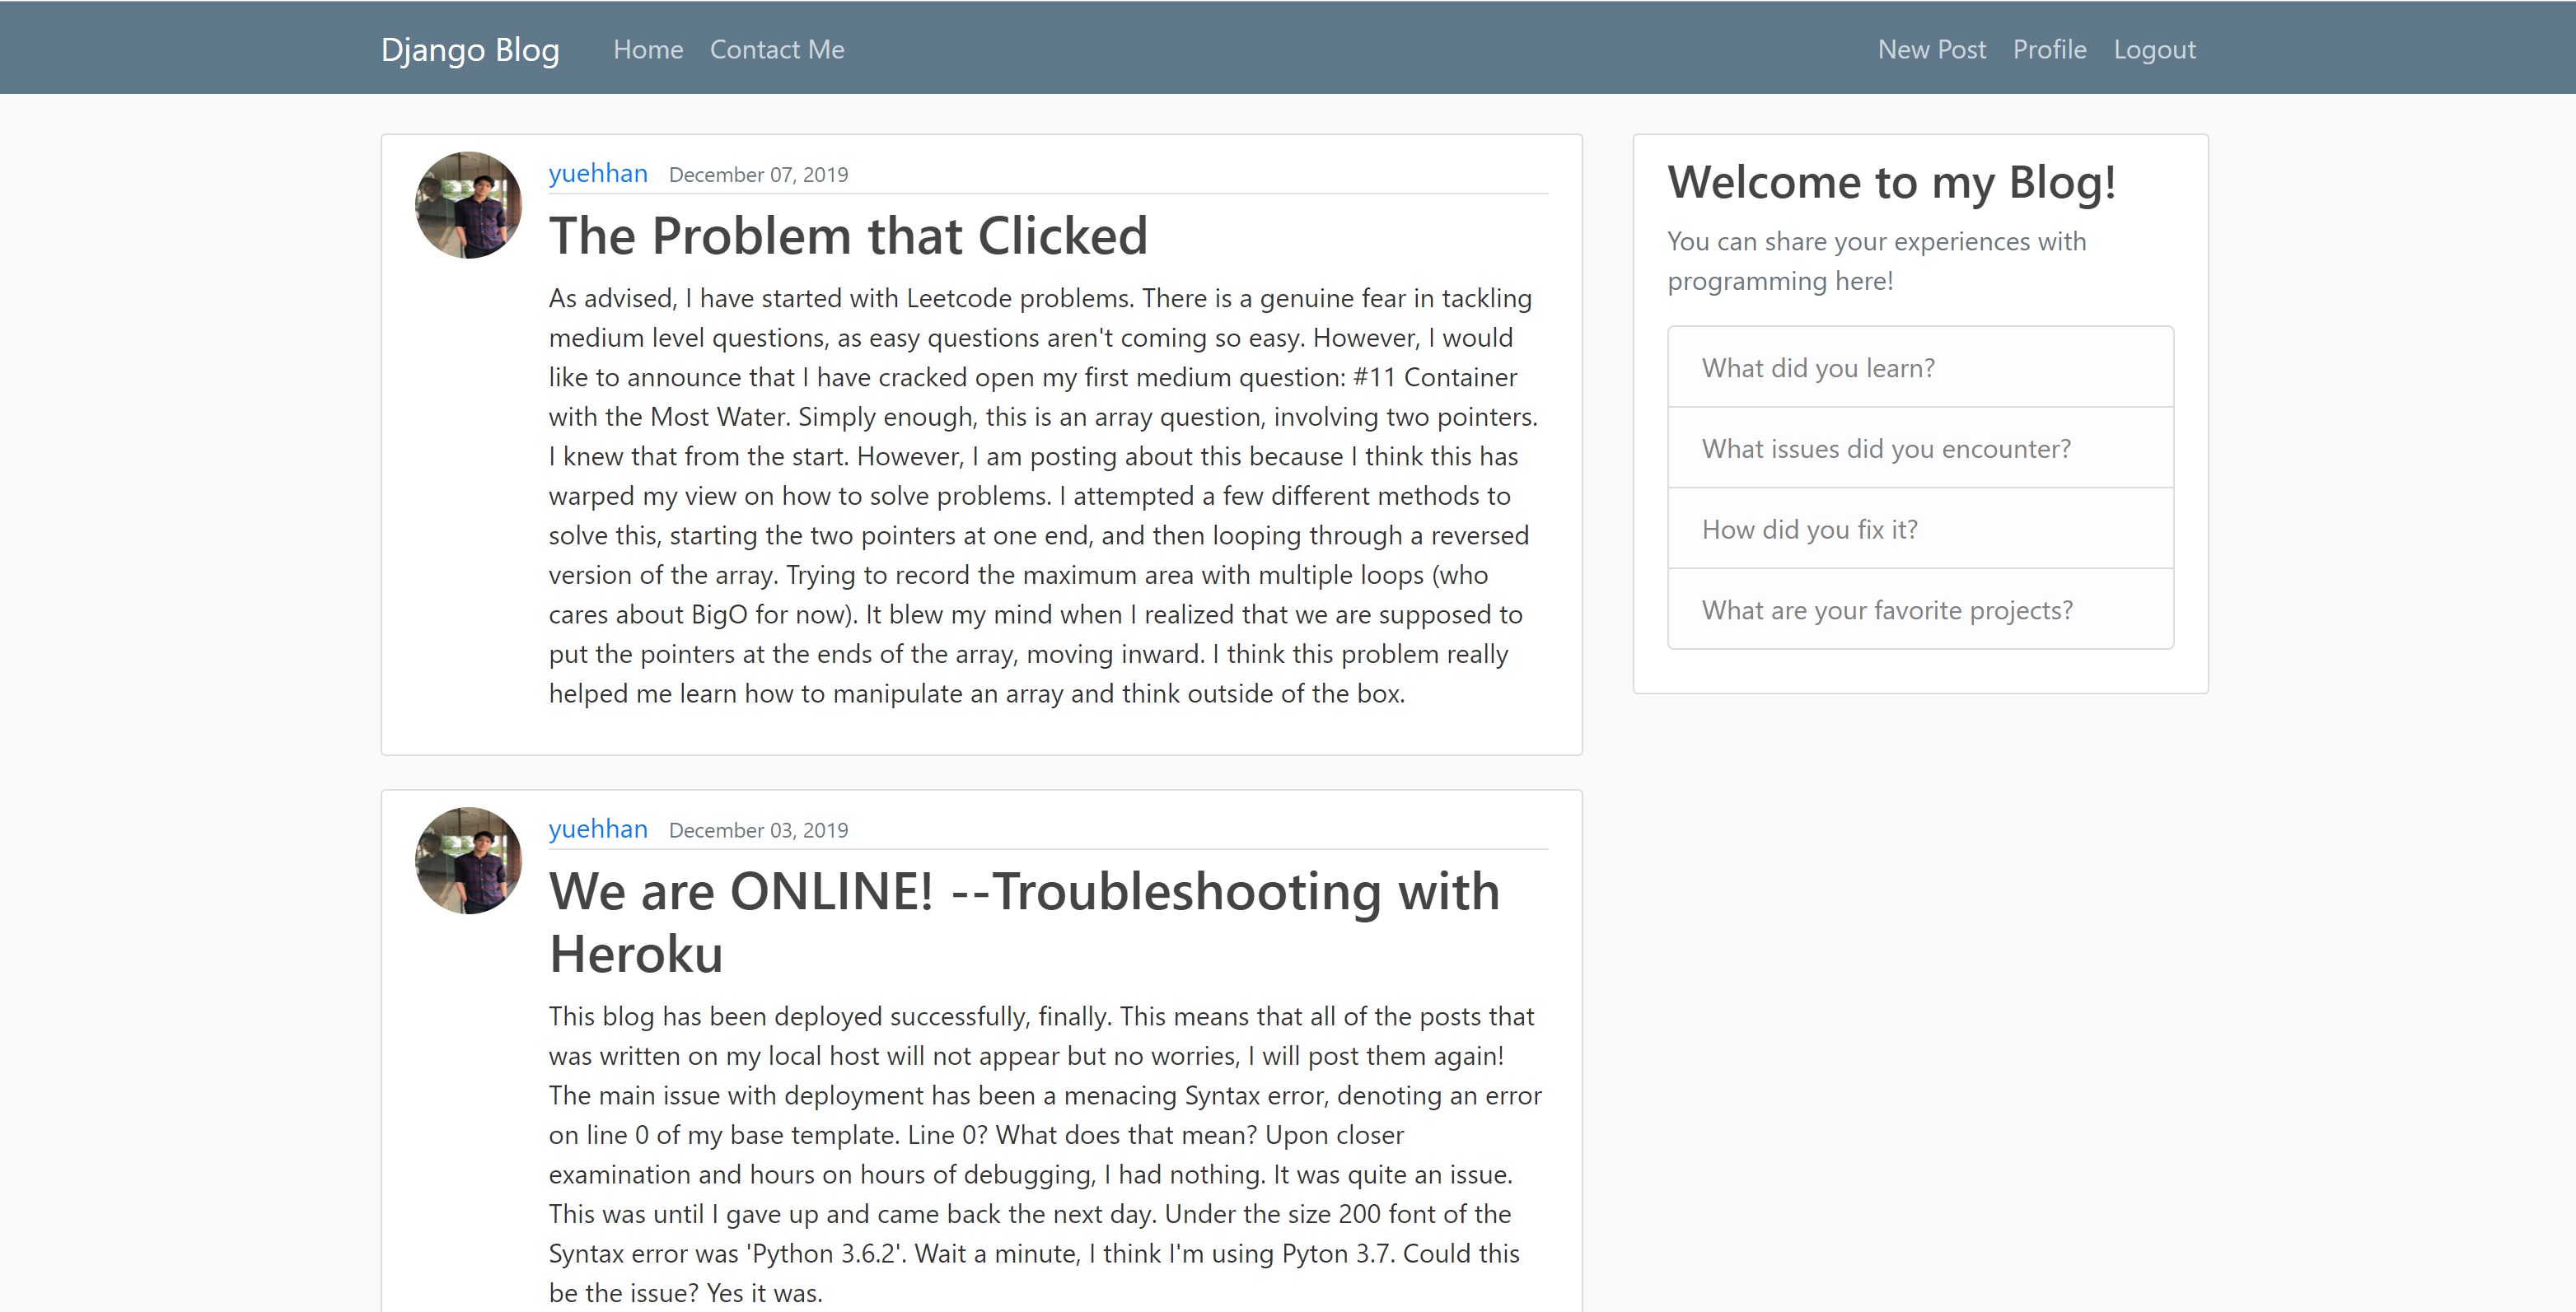 Django Blog Home Contact Me New Post Profile Logout
yuehhan December 07, 2019
The Problem that Clicked
As advised, I have started with Leetcode problems. There is a genuine fear in tackling
medium level questions, as easy questions aren't coming so easy. However, I would
like to announce that I have cracked open my first medium question: #11 Container
with the Most Water. Simply enough, this is an array question, involving two pointers.
I knew that from the start. However, I am posting about this because I think this has
warped my view on how to solve problems. I attempted a few different methods to
solve this, starting the two pointers at one end, and then looping through a reversed
version of the array. Trying to record the maximum area with multiple loops (who
cares about BigO for now). It blew my mind when I realized that we are supposed to
put the pointers at the ends of the array, moving inward. I think this problem really
helped me learn how to manipulate an array and think outside of the box.
yuehhan December 03, 2019
We are ONLINE! --Troubleshooting with
Heroku
This blog has been deployed successfully, finally. This means that all of the posts that
was written on my local host will not appear but no worries, I will post them again!
The main issue with deployment has been a menacing Syntax error, denoting an error
on line 0 of my base template. Line 0? What does that mean? Upon closer
examination and hours on hours of debugging, I had nothing. It was quite an issue.
This was until I gave up and came back the next day. Under the size 200 font of the
Syntax error was 'Python 3.6.2'. Wait a minute, I think I'm using Pyton 3.7. Could this
be the issue? Yes it was.
Welcome to my Blog!
You can share your experiences with
programming here!
What did you learn?
What issues did you encounter?
How did you fix it?
What are your favorite projects?